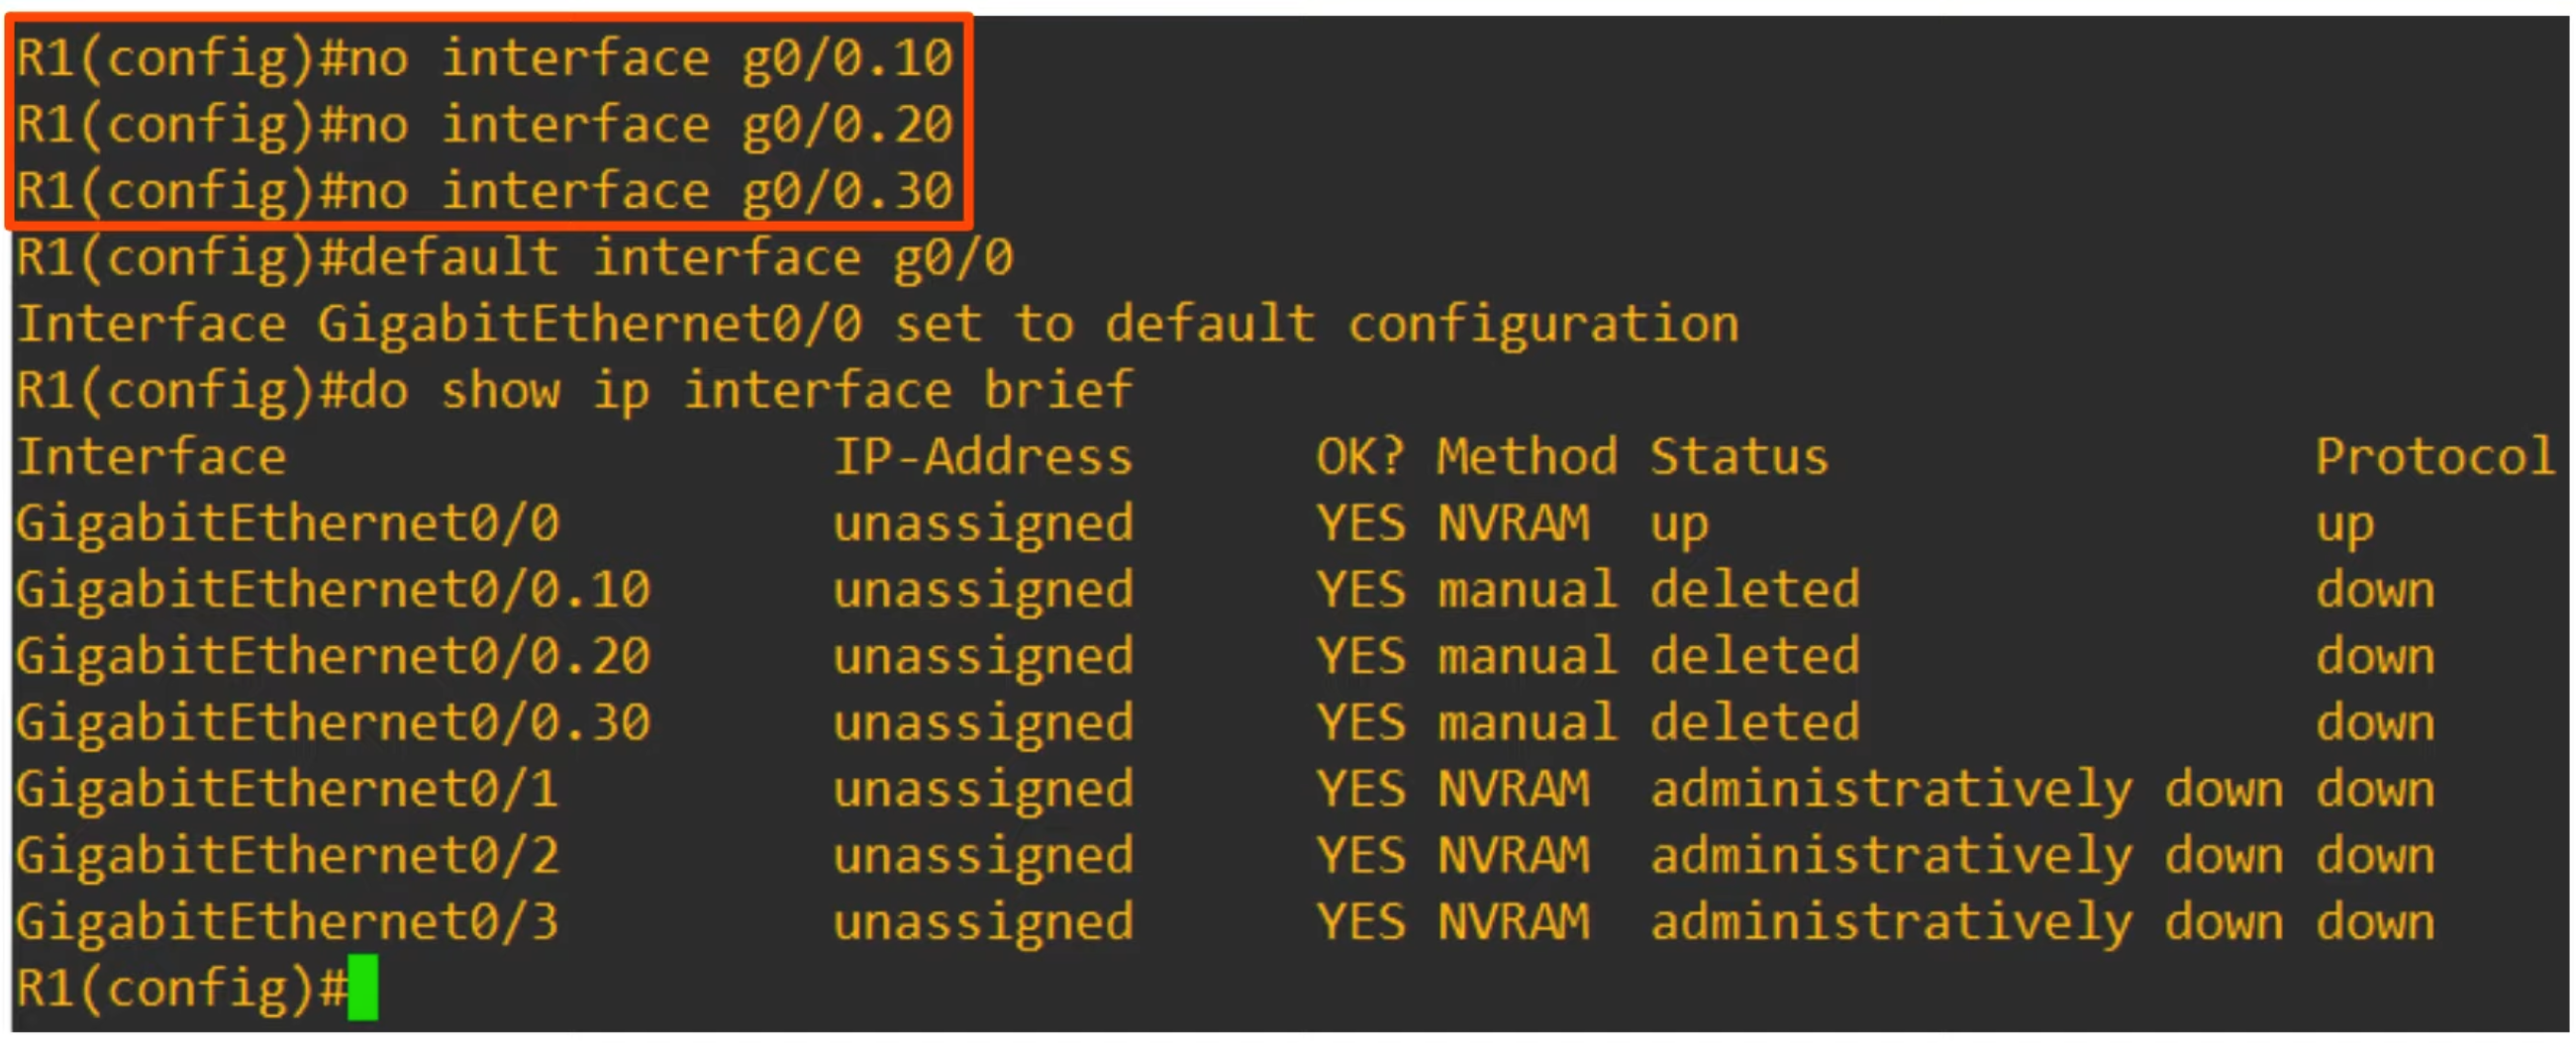 R1(config)#no interface g0/0.10
R1(config)#no interface g0/0.20
R1(config)#no interface g0/0.30
R1(config)#default interface g0/0
Interface GigabitEthernet0/0 set to default configuration
R1(config)#do show ip interface brief
Interface                  IP-Address      OK? Method Status                Protocol
GigabitEthernet0/0         unassigned      YES NVRAM  up                    up
GigabitEthernet0/0.10      unassigned      YES manual deleted               down
GigabitEthernet0/0.20      unassigned      YES manual deleted               down
GigabitEthernet0/0.30      unassigned      YES manual deleted               down
GigabitEthernet0/1         unassigned      YES NVRAM  administratively down down
GigabitEthernet0/2         unassigned      YES NVRAM  administratively down down
GigabitEthernet0/3         unassigned      YES NVRAM  administratively down down
R1(config)#